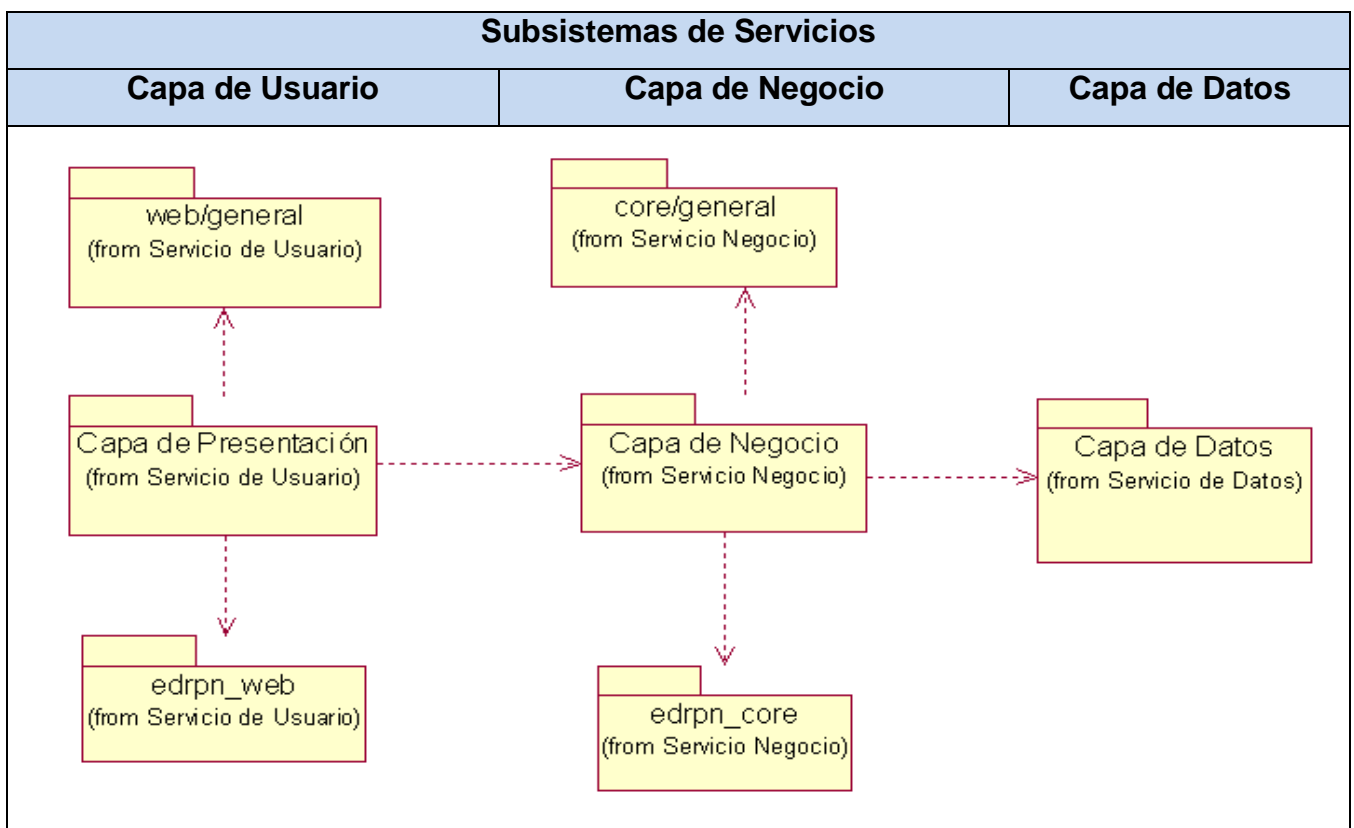 Subsistemas de Servicios
Capa de Usuario
Capa de Negocio
Capa de Datos
web/general
(from Servicio de Usuario)
core/general
(from Servicio Negocio)
Capa de Presentación
(from Servicio de Usuario)
Capa de Negocio
(from Servicio Negocio)
Capa de Datos
(from Servicio de Datos)
edrpn_web
(from Servicio de Usuario)
edrpn_core
(from Servicio Negocio)